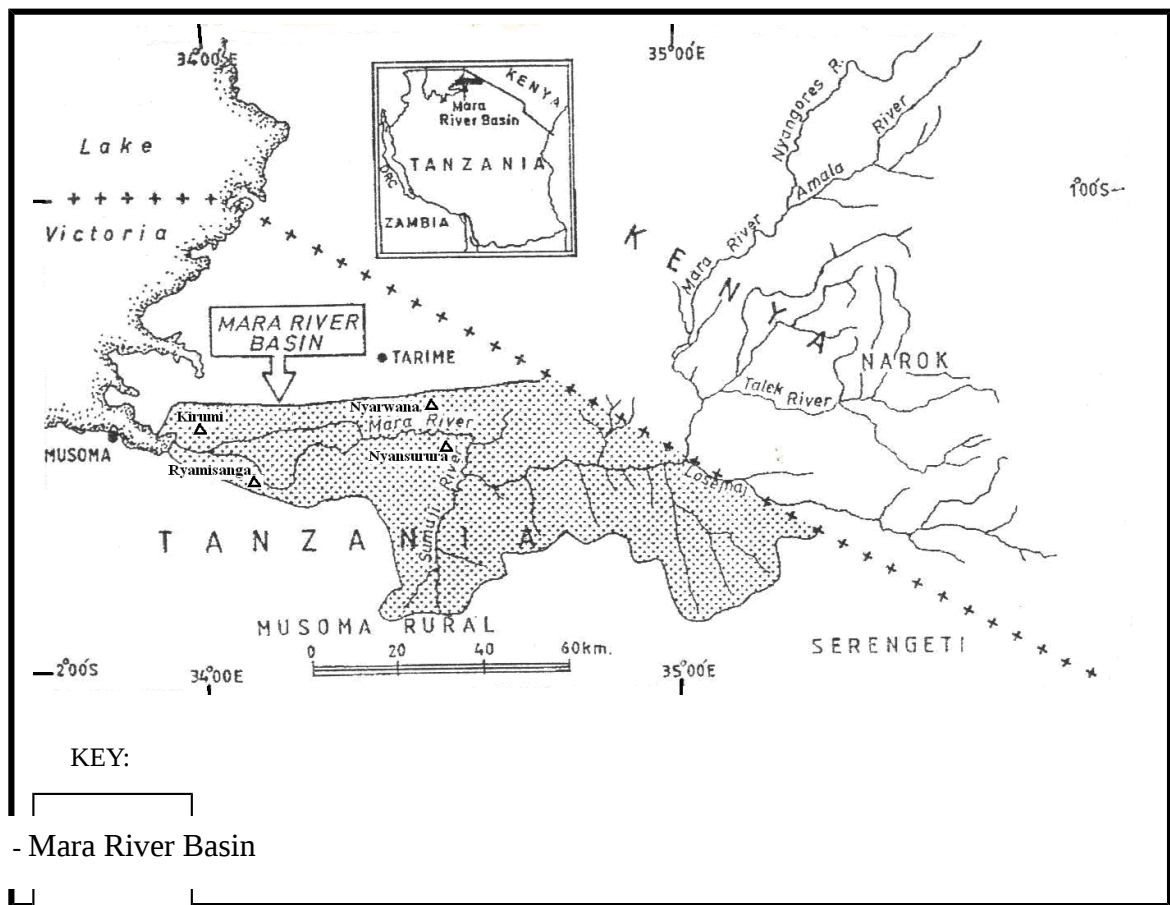 34°00'E
35°00'E
KENYA
Mara
River Basin
TANZANIA
DRC
ZAMBIA
Lake
Victoria
1°00'S
Nyangores R.
Amala River
Mara River
KENYA
MARA RIVER
BASIN
TARIME
NAROK
Talek River
Kirumi
Nyarwana
Mara River
MUSOMA
Nyansurura
Ryamisanga
Sumuji River
Losemai
TANZANIA
MUSOMA RURAL
SERENGETI
0 20 40 60km.
2°00'S
34°00'E
35°00'E
KEY:
- Mara River Basin